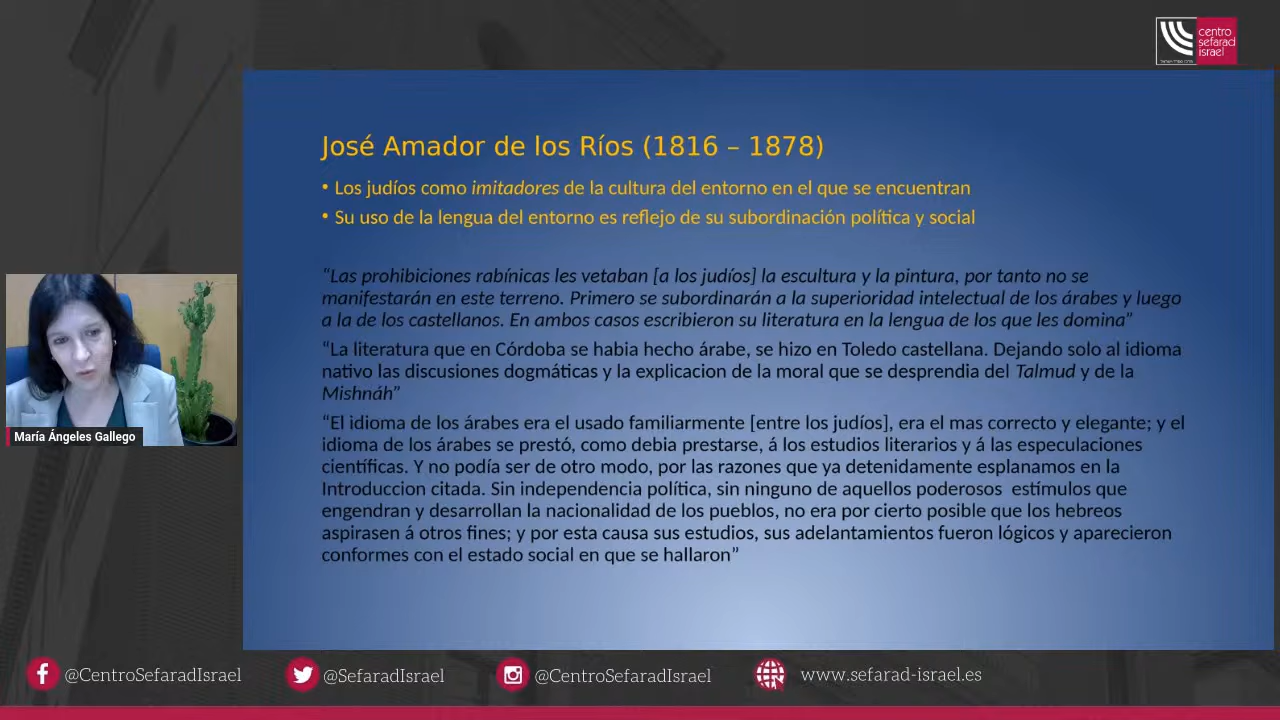 centro
sefarad
israel
José Amador de los Ríos (1816 – 1878)
• Los judíos como imitadores de la cultura del entorno en el que se encuentran
• Su uso de la lengua del entorno es reflejo de su subordinación política y social
“Las prohibiciones rabínicas les vetaban [a los judíos] la escultura y la pintura, por tanto no se
manifestarán en este terreno. Primero se subordinarán a la superioridad intelectual de los árabes y luego
a la de los castellanos. En ambos casos escribieron su literatura en la lengua de los que les domina”
“La literatura que en Córdoba se habia hecho árabe, se hizo en Toledo castellana. Dejando solo al idioma
nativo las discusiones dogmáticas y la explicacion de la moral que se desprendia del Talmud y de la
Mishnáh”
“El idioma de los árabes era el usado familiarmente [entre los judíos], era el mas correcto y elegante; y el
idioma de los árabes se prestó, como debia prestarse, á los estudios literarios y á las especulaciones
científicas. Y no podía ser de otro modo, por las razones que ya detenidamente esplanamos en la
Introduccion citada. Sin independencia política, sin ninguno de aquellos poderosos estímulos que
engendran y desarrollan la nacionalidad de los pueblos, no era por cierto posible que los hebreos
aspirasen á otros fines; y por esta causa sus estudios, sus adelantamientos fueron lógicos y aparecieron
conformes con el estado social en que se hallaron”
María Ángeles Gallego
@CentroSefaradIsrael
@SefaradIsrael
@CentroSefaradIsrael
www.sefarad-israel.es